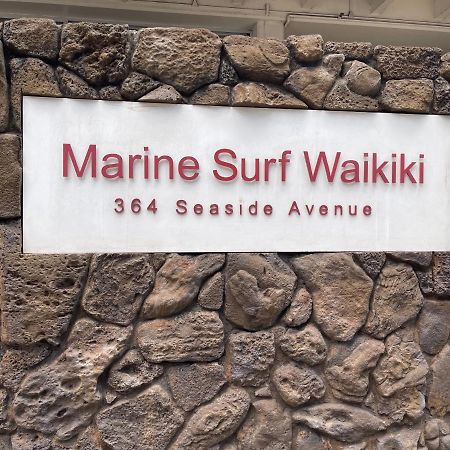 Marine Surf Waikiki
364 Seaside Avenue